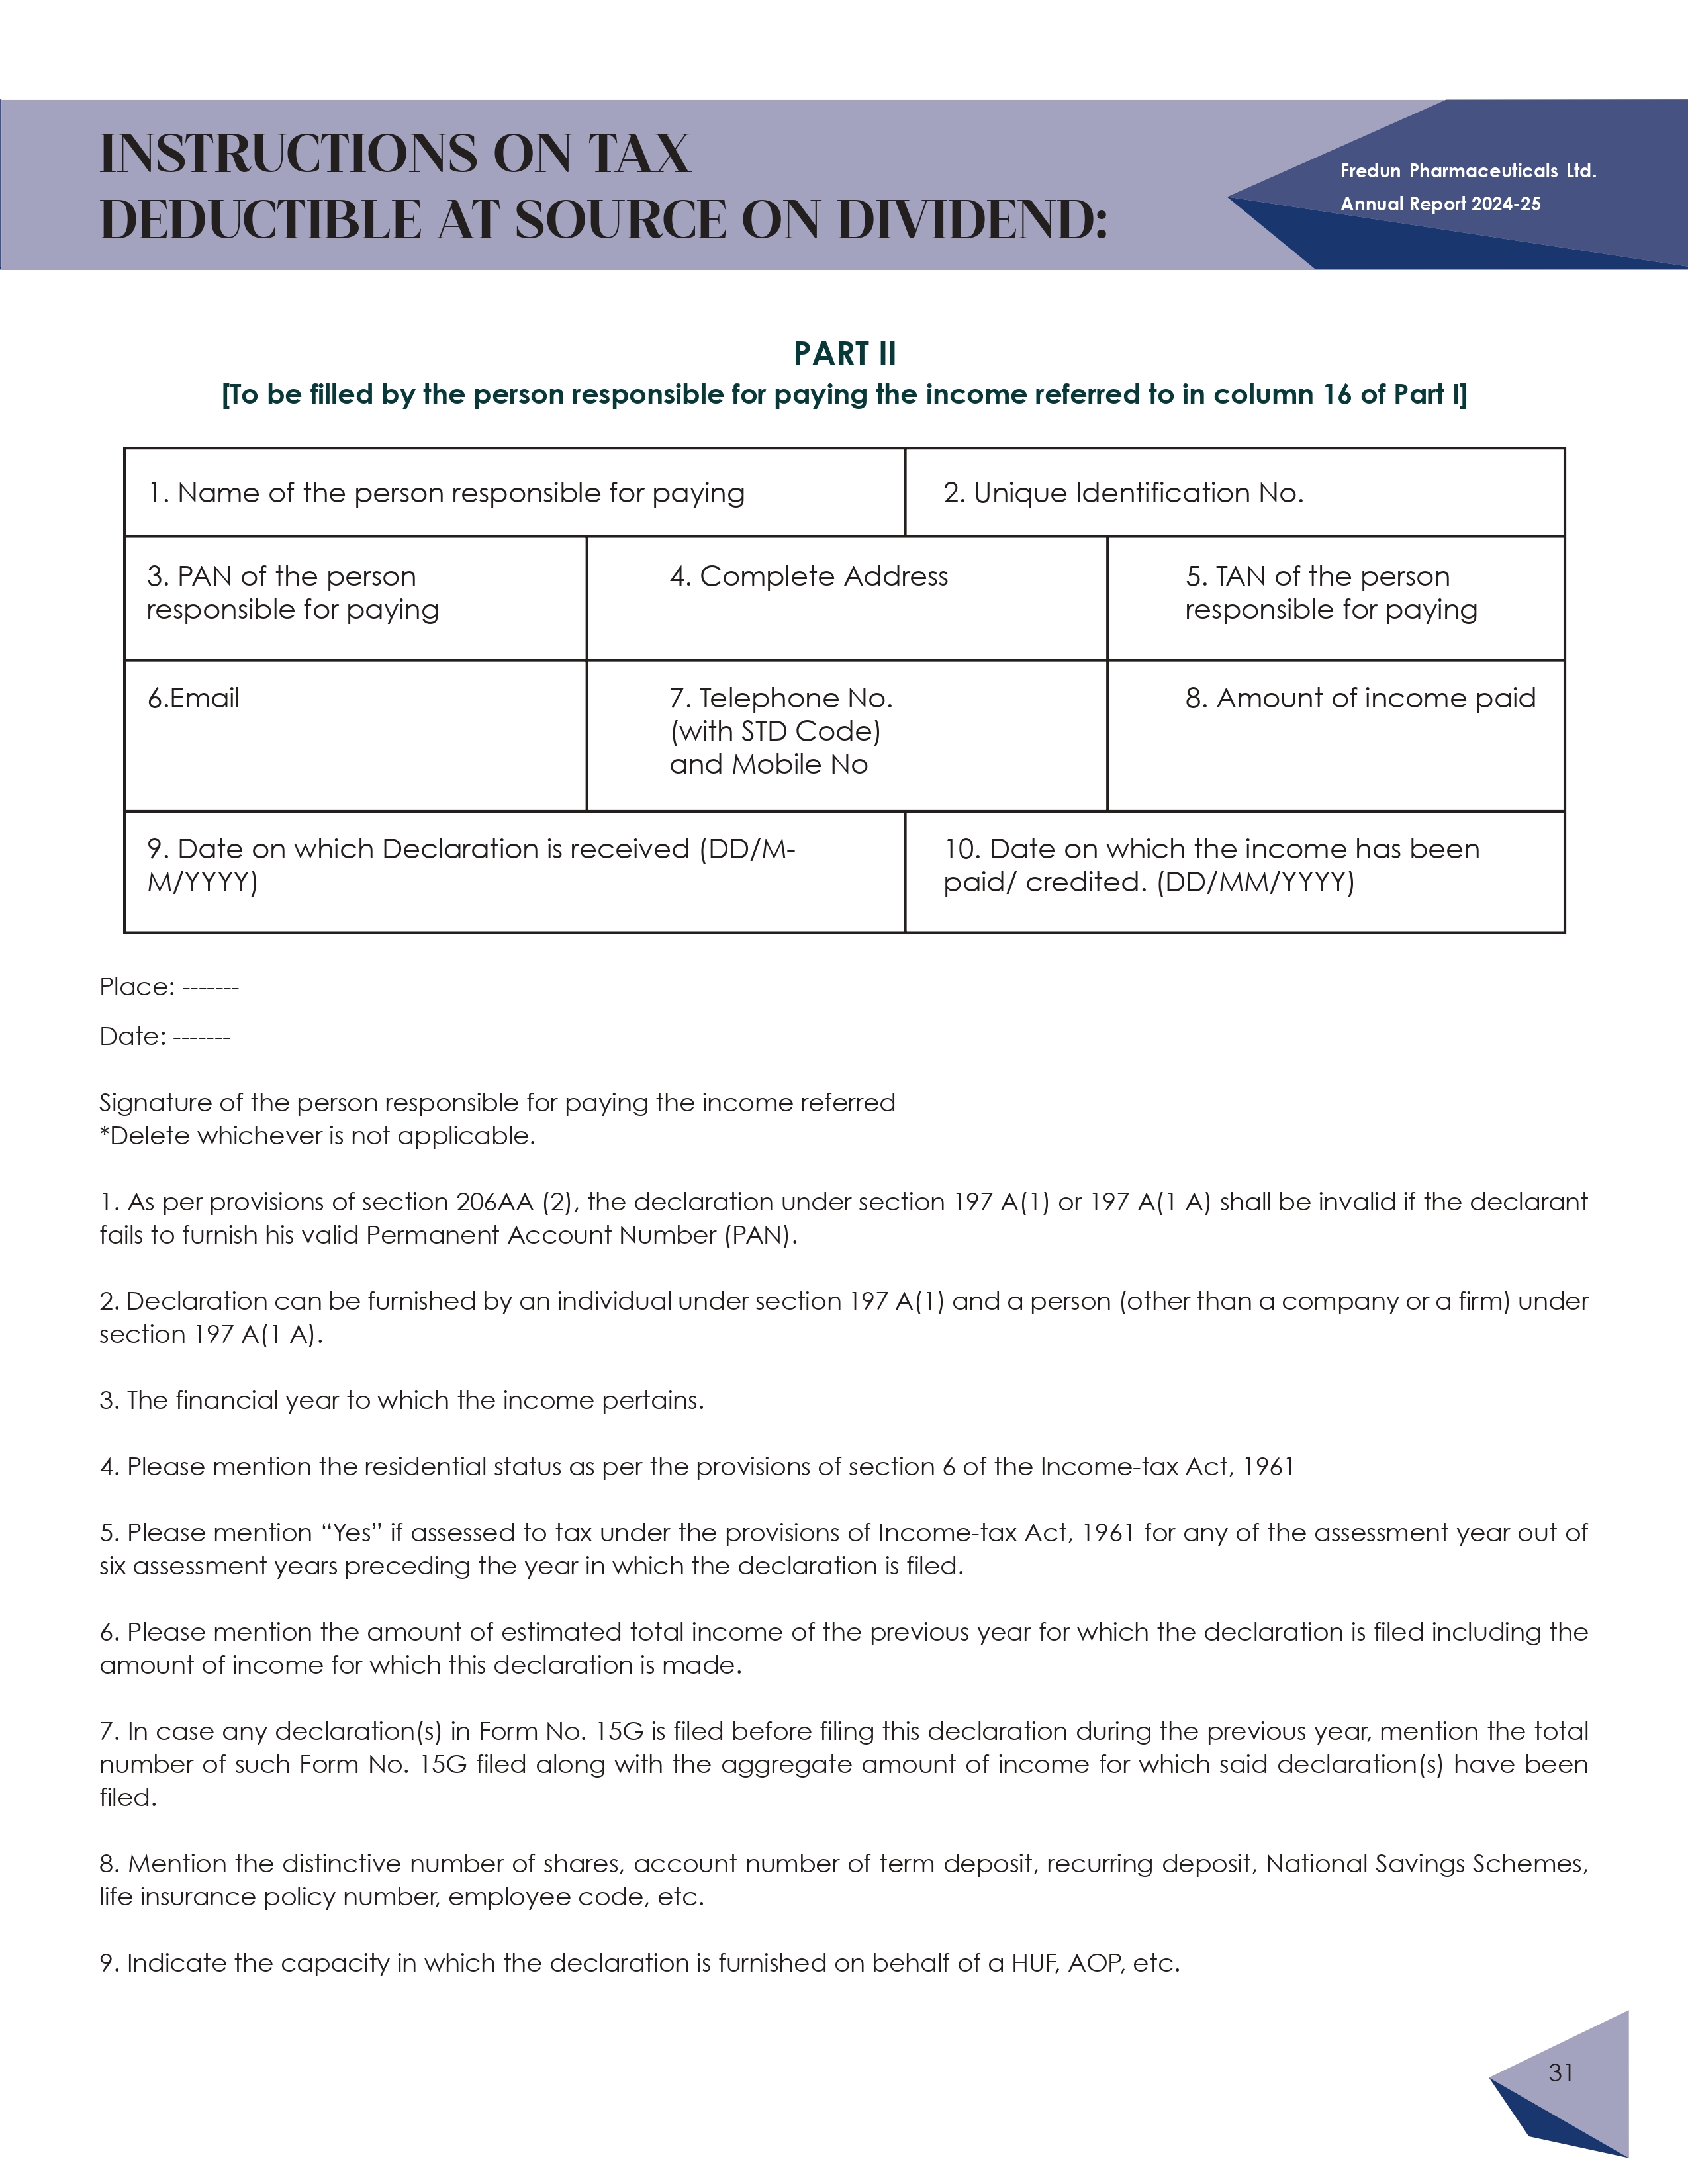 INSTRUCTIONS ON TAX
DEDUCTIBLE AT SOURCE ON DIVIDEND:
Fredun Pharmaceuticals Ltd.
Annual Report 2024-25
PART II
[To be filled by the person responsible for paying the income referred to in column 16 of Part I]
1. Name of the person responsible for paying
2. Unique Identification No.
3. PAN of the person
responsible for paying
4. Complete Address
5. TAN of the person
responsible for paying
6.Email
7. Telephone No.
(with STD Code)
and Mobile No
8. Amount of income paid
9. Date on which Declaration is received (DD/M-
M/YYYY)
10. Date on which the income has been
paid/ credited. (DD/MM/YYYY)
Place: -------
Date: -------
Signature of the person responsible for paying the income referred
*Delete whichever is not applicable.
1. As per provisions of section 206AA (2), the declaration under section 197 A(1) or 197 A(1 A) shall be invalid if the declarant
fails to furnish his valid Permanent Account Number (PAN).
2. Declaration can be furnished by an individual under section 197 A(1) and a person (other than a company or a firm) under
section 197 A(1 A).
3. The financial year to which the income pertains.
4. Please mention the residential status as per the provisions of section 6 of the Income-tax Act, 1961
5. Please mention “Yes” if assessed to tax under the provisions of Income-tax Act, 1961 for any of the assessment year out of
six assessment years preceding the year in which the declaration is filed.
6. Please mention the amount of estimated total income of the previous year for which the declaration is filed including the
amount of income for which this declaration is made.
7. In case any declaration(s) in Form No. 15G is filed before filing this declaration during the previous year, mention the total
number of such Form No. 15G filed along with the aggregate amount of income for which said declaration(s) have been
filed.
8. Mention the distinctive number of shares, account number of term deposit, recurring deposit, National Savings Schemes,
life insurance policy number, employee code, etc.
9. Indicate the capacity in which the declaration is furnished on behalf of a HUF, AOP, etc.
31